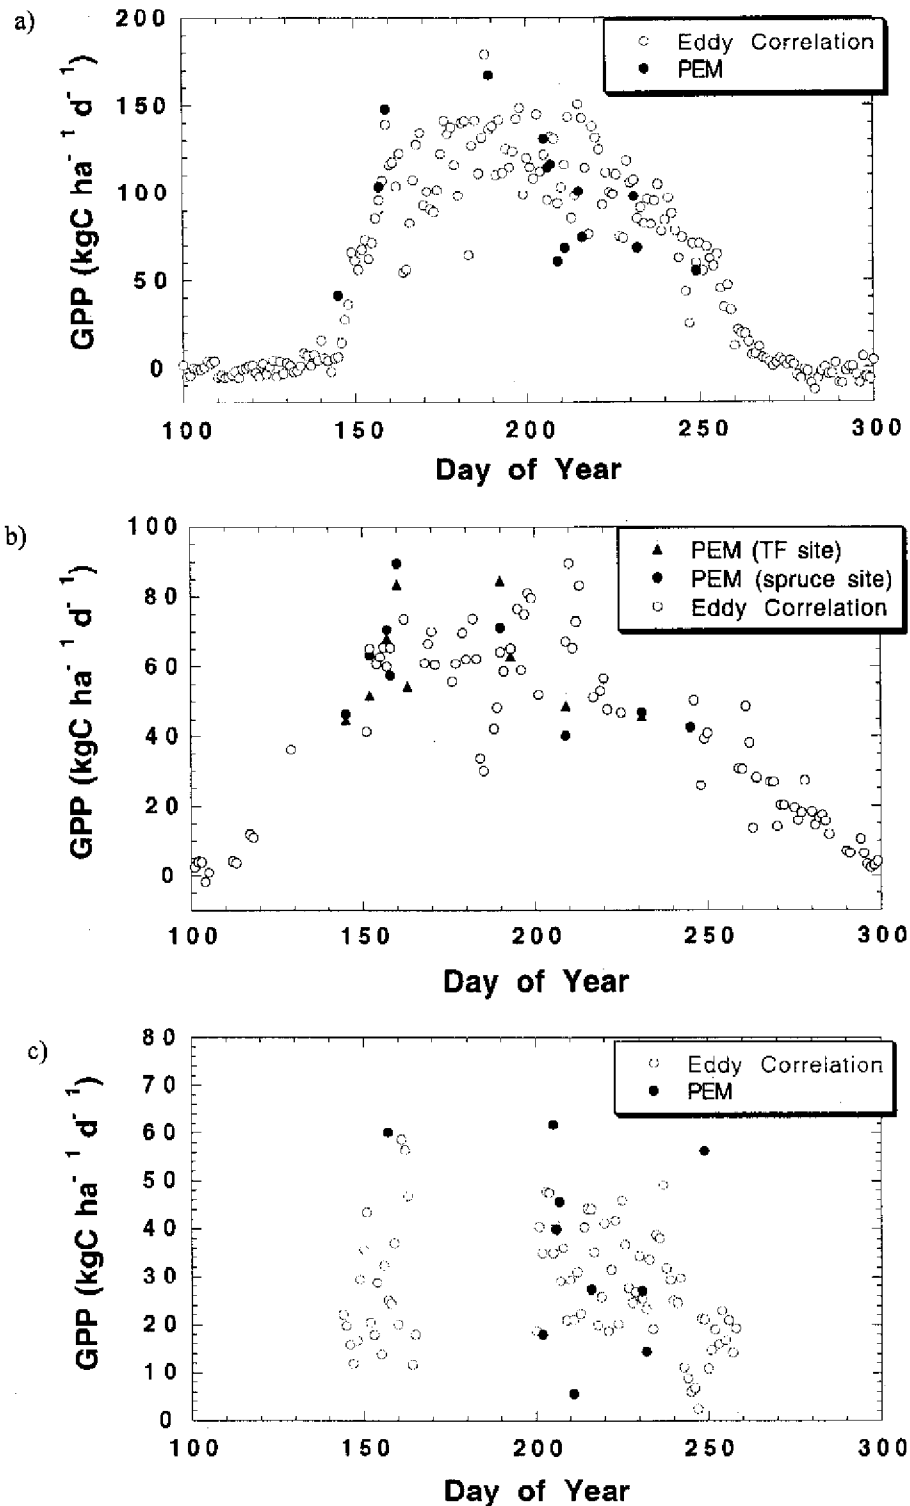 a)
200
150
100
50
0
GPP (kgC ha⁻¹ d⁻¹)
Eddy Correlation
PEM
100 150 200 250 300
Day of Year
b)
100
80
60
40
20
0
GPP (kgC ha⁻¹ d⁻¹)
PEM (TF site)
PEM (spruce site)
Eddy Correlation
100 150 200 250 300
Day of Year
c)
80
70
60
50
40
30
20
10
0
GPP (kgC ha⁻¹ d⁻¹)
Eddy Correlation
PEM
100 150 200 250 300
Day of Year